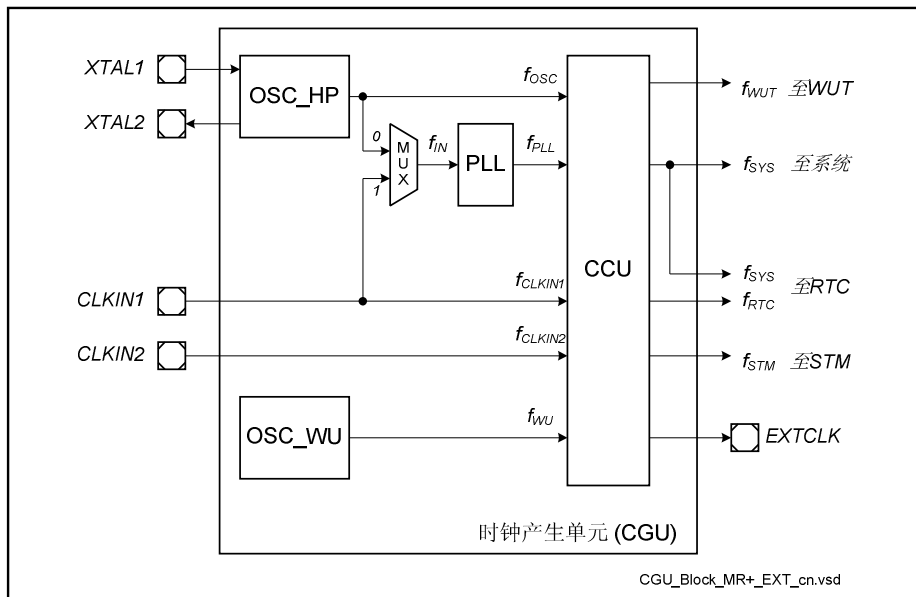 XTAL1
XTAL2
OSC_HP
fOSC
fWUT 至WUT
0
MUX
1
fIN
PLL
fPLL
fSYS 至系统
CCU
fSYS
至RTC
fRTC
CLKIN1
fCLKIN1
CLKIN2
fCLKIN2
fSTM 至STM
OSC_WU
fWU
EXTCLK
时钟产生单元 (CGU)
CGU_Block_MR+_EXT_cn.vsd